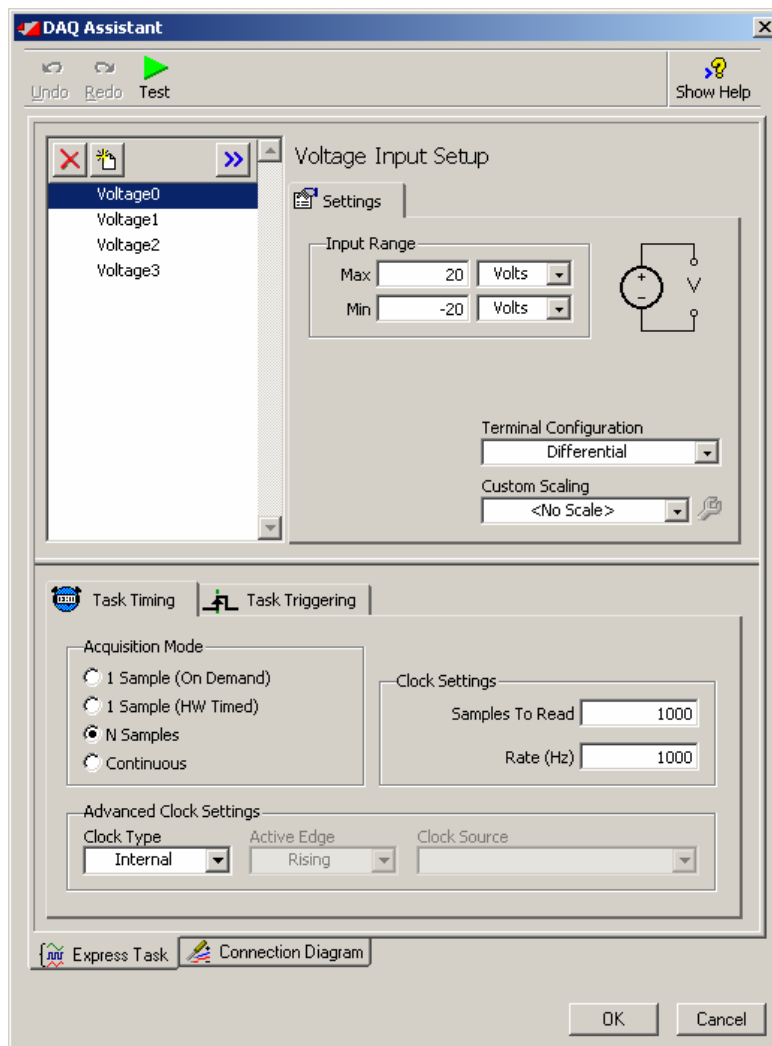 DAQ Assistant
Undo Redo Test Show Help
Voltage0
Voltage1
Voltage2
Voltage3
Voltage Input Setup
Settings
Input Range
Max 20 Volts
Min -20 Volts
+
V
−
Terminal Configuration
Differential
Custom Scaling
<No Scale>
Task Timing Task Triggering
Acquisition Mode
1 Sample (On Demand)
1 Sample (HW Timed)
N Samples
Continuous
Clock Settings
Samples To Read 1000
Rate (Hz) 1000
Advanced Clock Settings
Clock Type Active Edge Clock Source
Internal Rising
Express Task Connection Diagram
OK Cancel